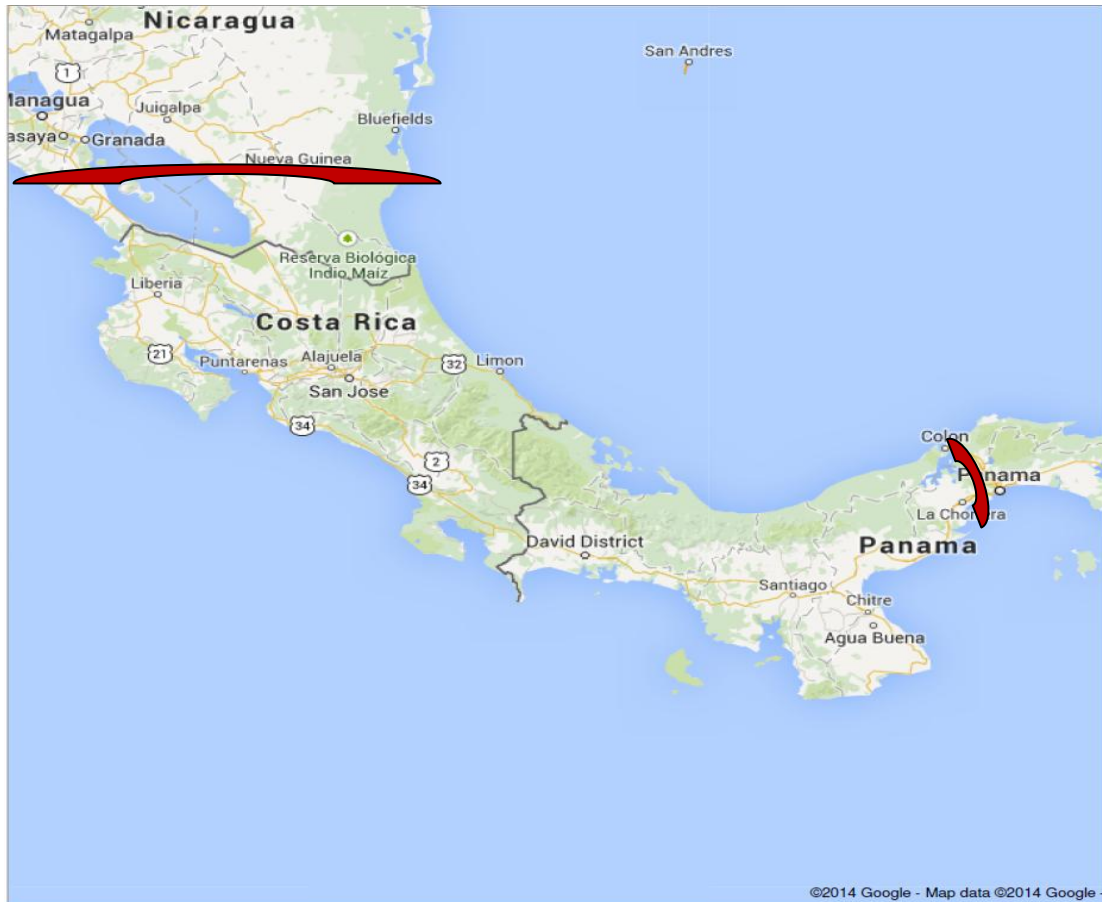 Nicaragua
Matagalpa
San Andres
1
Managua
Juigalpa
Bluefields
asaya
Granada
Nueva Guinea
Reserva Biológica
Indio Maíz
Liberia
Costa Rica
21
Puntarenas
Alajuela
32
Limon
San Jose
34
Colon
2
34
Panama
La Chorrera
David District
Panama
Santiago
Chitre
Agua Buena
©2014 Google - Map data ©2014 Google -